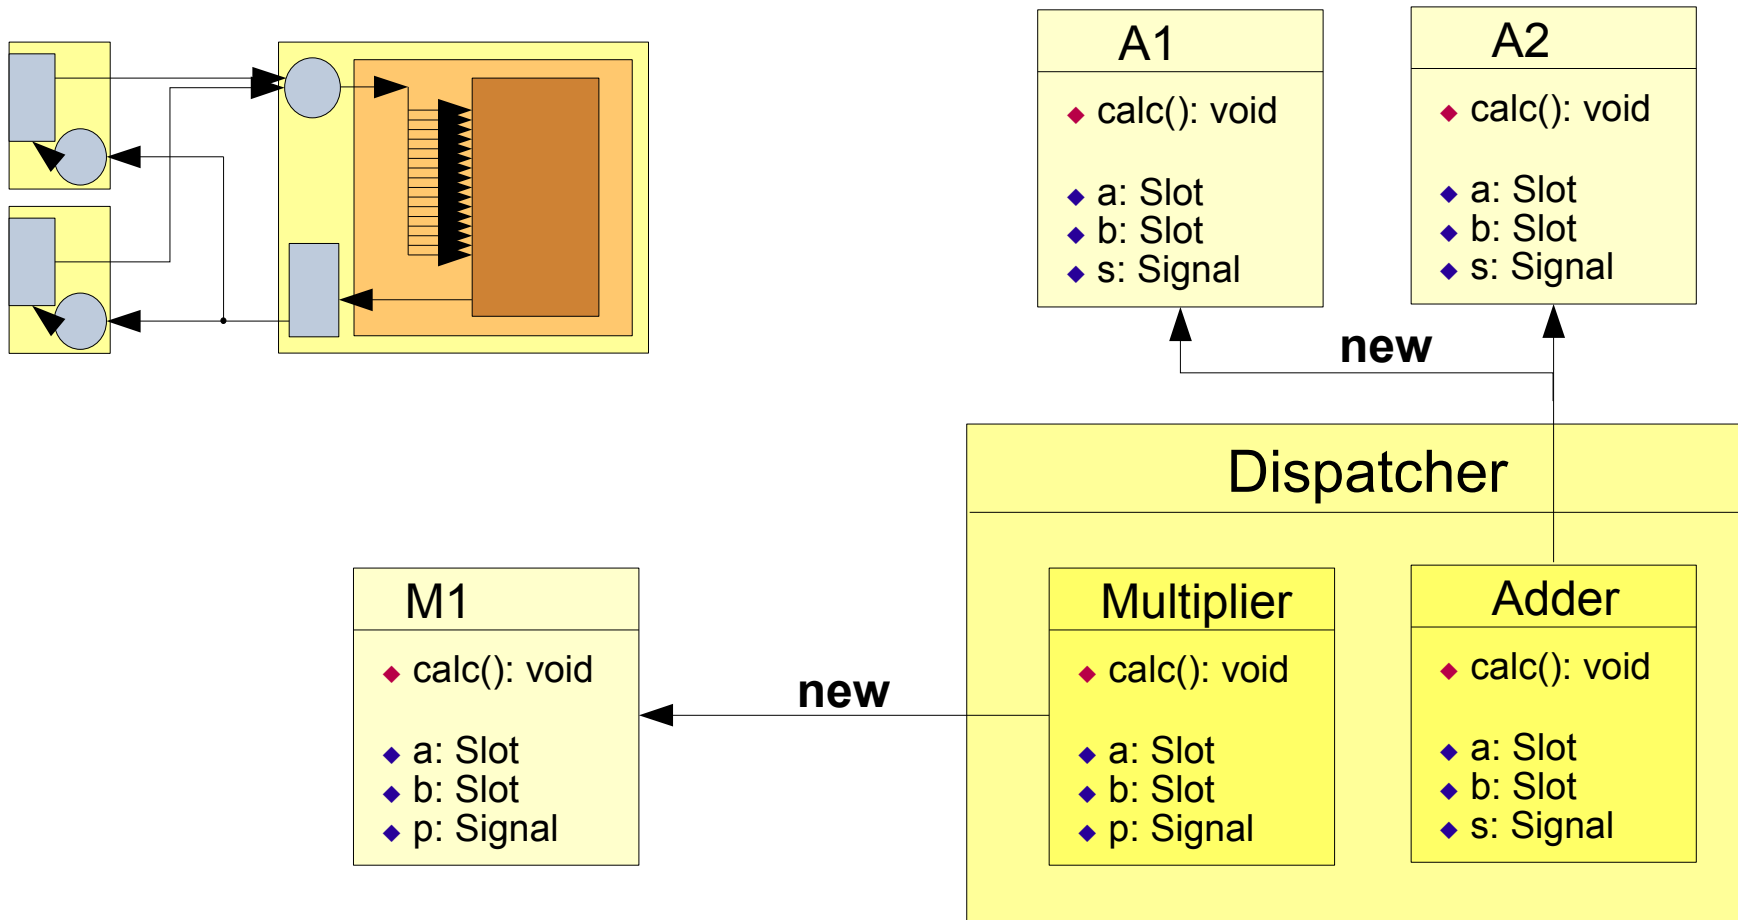 A1
calc(): void
a: Slot
b: Slot
s: Signal
A2
calc(): void
a: Slot
b: Slot
s: Signal
new
Dispatcher
M1
calc(): void
a: Slot
b: Slot
p: Signal
new
Multiplier
calc(): void
a: Slot
b: Slot
p: Signal
Adder
calc(): void
a: Slot
b: Slot
s: Signal